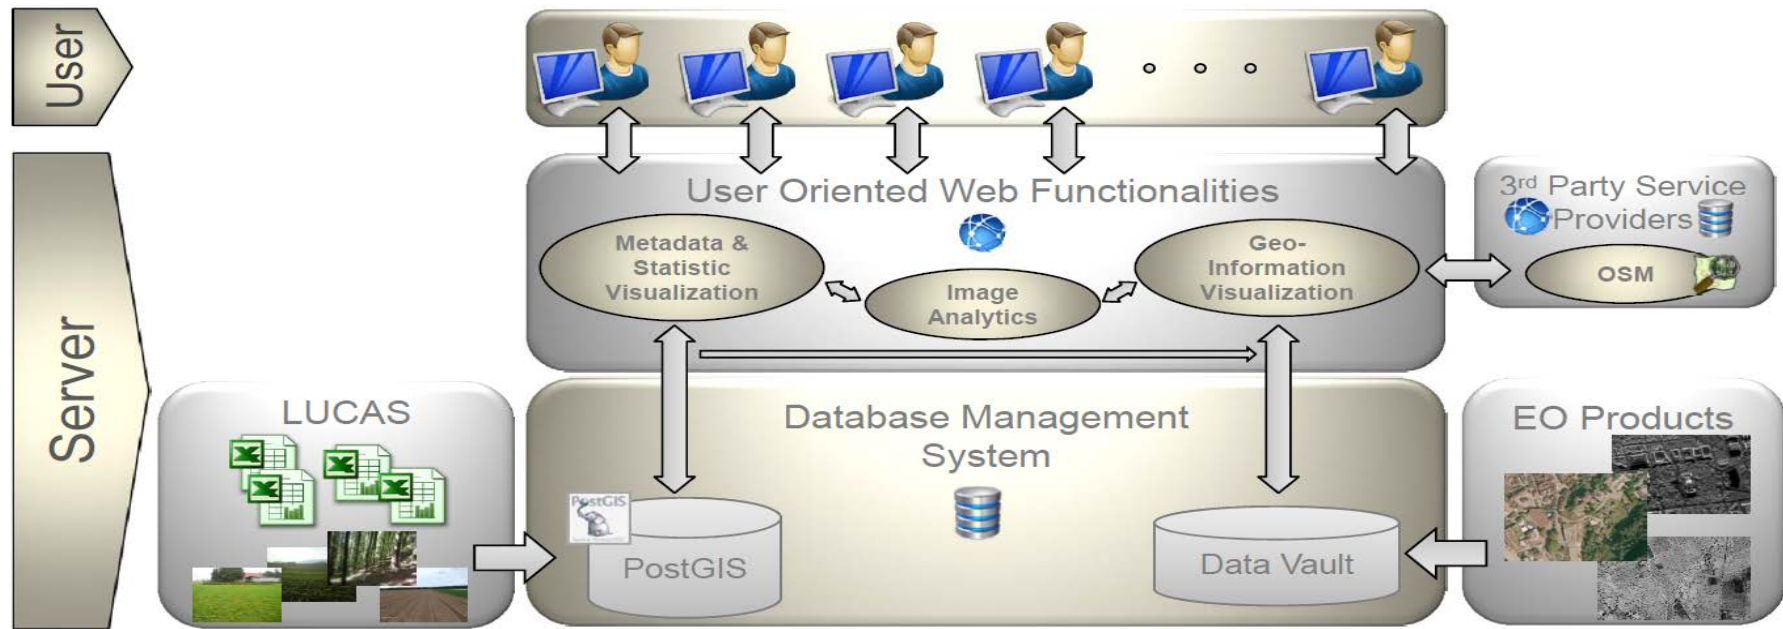 User
User Oriented Web Functionalities
3rd Party Service
Providers
Metadata &
Statistic
Visualization
Geo-
Information
Visualization
Image
Analytics
OSM
Server
LUCAS
Database Management
System
EO Products
PostGIS
PostGIS
Data Vault